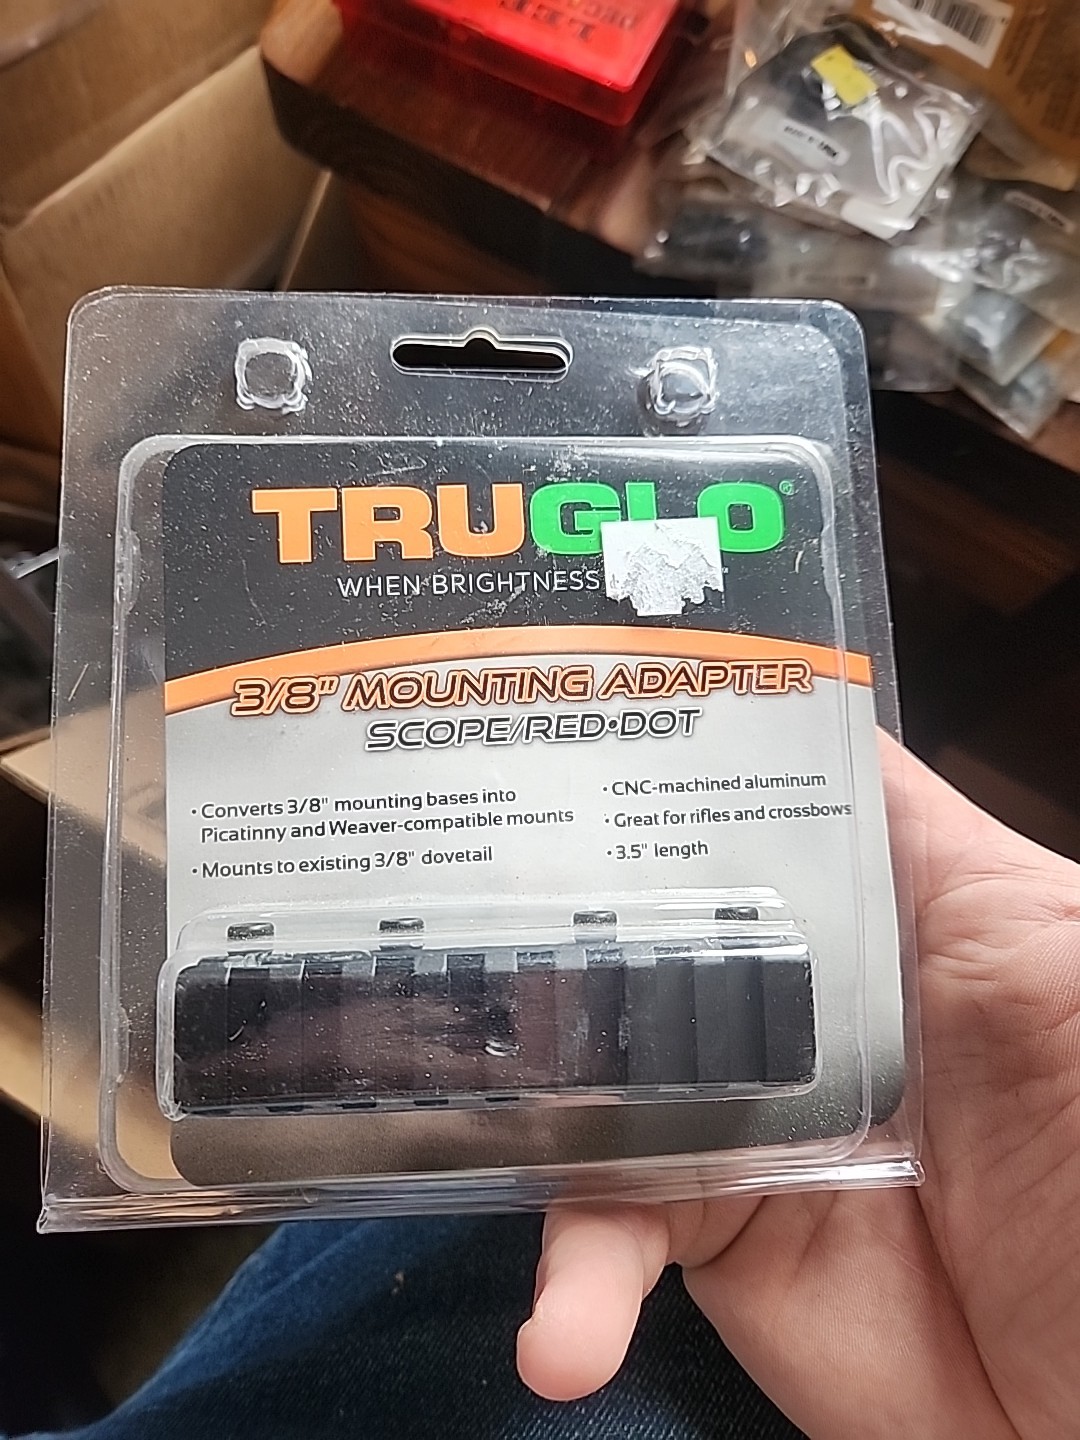 TRUGLO®
WHEN BRIGHTNESS
3/8" MOUNTING ADAPTER
SCOPE/RED•DOT
• Converts 3/8" mounting bases into
Picatinny and Weaver-compatible mounts
• Mounts to existing 3/8" dovetail
• CNC-machined aluminum
• Great for rifles and crossbows
• 3.5" length